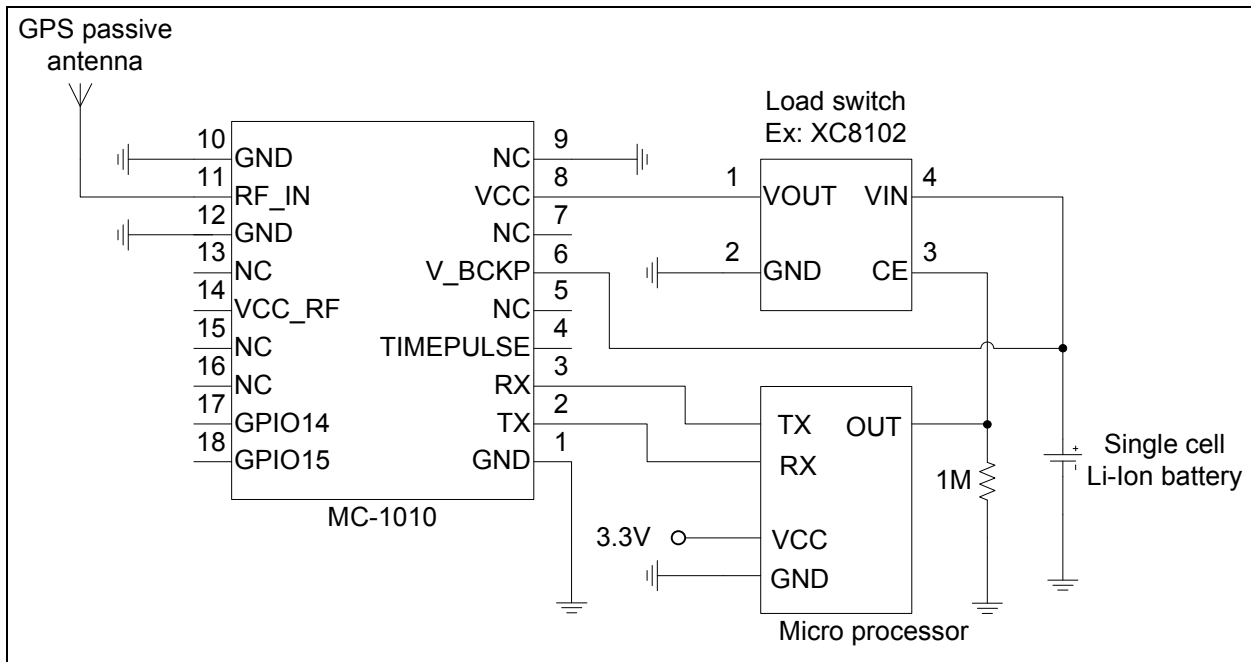 GPS passive
antenna
10
GND
11
RF_IN
12
GND
13
NC
14
VCC_RF
15
NC
16
NC
17
GPIO14
18
GPIO15
9
NC
8
VCC
7
NC
6
V_BCKP
5
NC
4
TIMEPULSE
3
RX
2
TX
1
GND
MC-1010
Load switch
Ex: XC8102
1
VOUT
VIN
4
2
GND
CE
3
TX
OUT
RX
3.3V
VCC
GND
Micro processor
1M
+
-
Single cell
Li-Ion battery